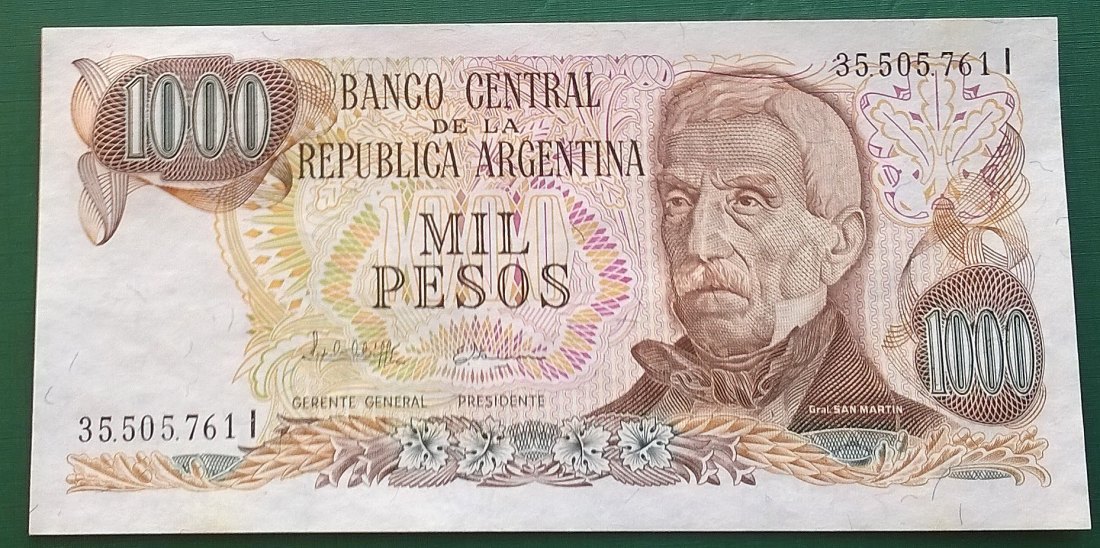 1000
35.505.761 I
BANCO CENTRAL
DE LA
REPUBLICA ARGENTINA
MIL
PESOS
GERENTE GENERAL PRESIDENTE
Gral. SAN MARTIN
1000
35.505.761 I